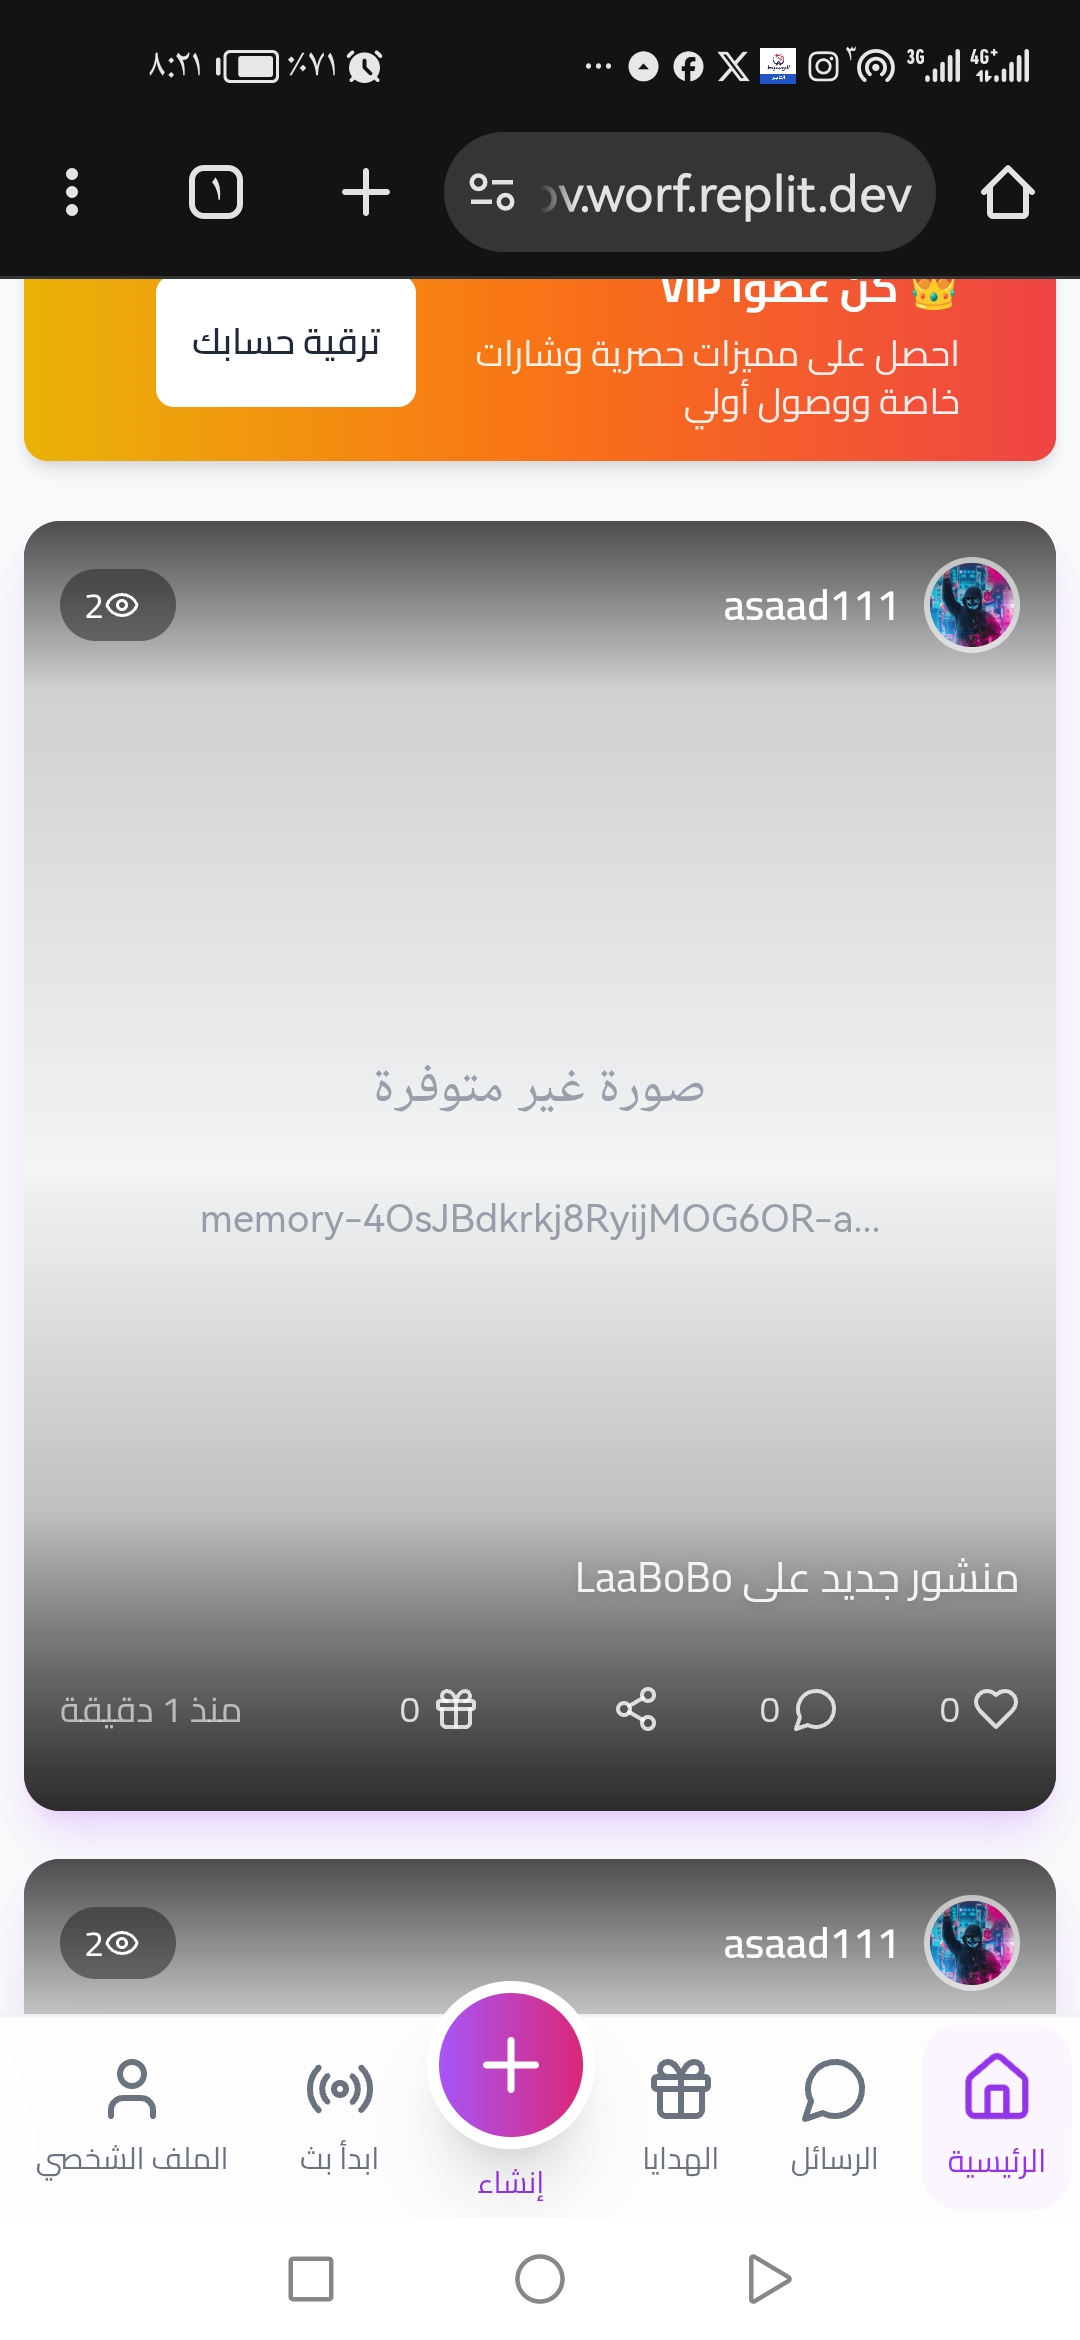 ٨:٢١ ٪٧١ ٣ 3G 4G+
١
ov.worf.replit.dev
👑 كن عضوا VIP
احصل على مميزات حصرية وشارات
خاصة ووصول أولي
ترقية حسابك
asaad111
2
صورة غير متوفرة
memory-4OsJBdkrkj8RyijMOG6OR-a...
منشور جديد على LaaBoBo
0 0 0 منذ 1 دقيقة
asaad111
2
الرئيسية
الرسائل
الهدايا
إنشاء
ابدأ بث
الملف الشخصي